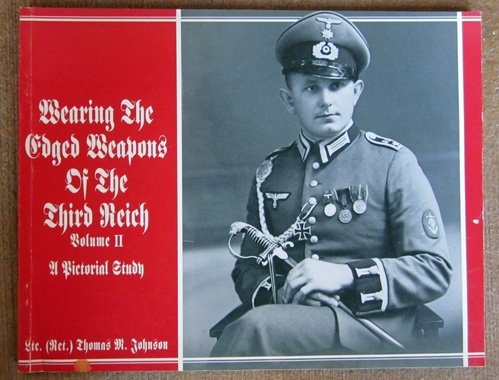 Wearing The
Edged Weapons
Of The
Third Reich
Volume II
A Pictorial Study
Ltc. (Ret.) Thomas M. Johnson